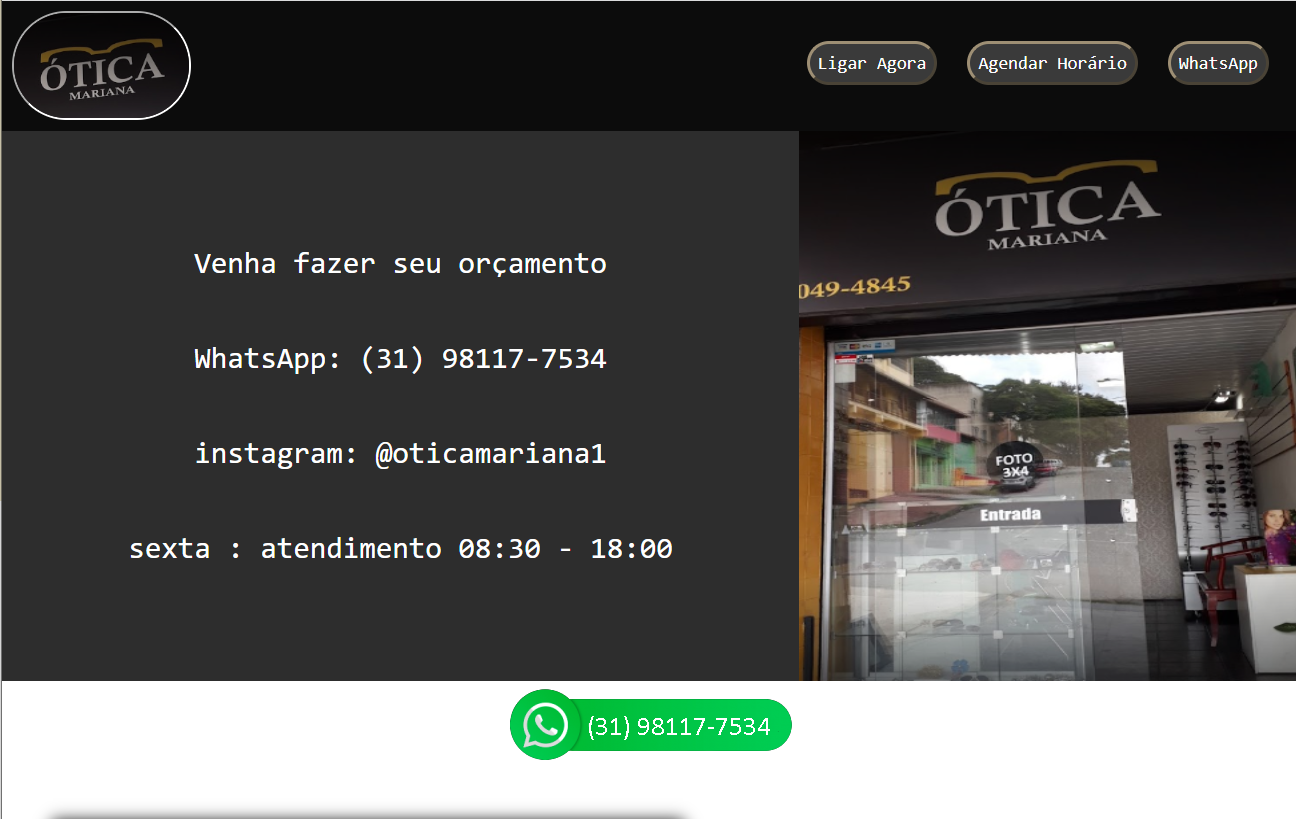 ÓTICA
MARIANA
Ligar Agora
Agendar Horário
WhatsApp
Venha fazer seu orçamento
WhatsApp: (31) 98117-7534
instagram: @oticamariana1
sexta : atendimento 08:30 - 18:00
ÓTICA
MARIANA
049-4845
FOTO
3X4
Entrada
(31) 98117-7534